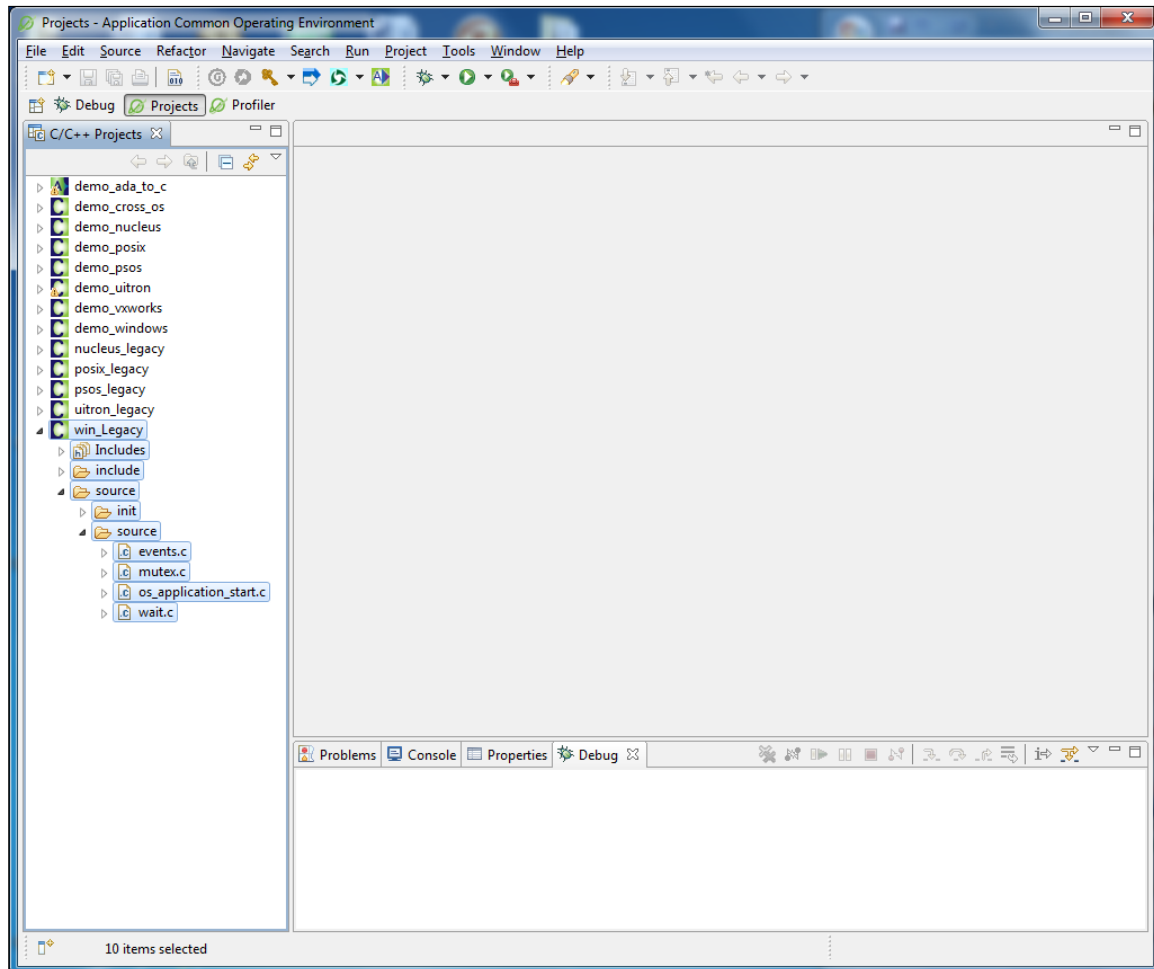 Projects - Application Common Operating Environment
File Edit Source Refactor Navigate Search Run Project Tools Window Help
Debug Projects Profiler
C/C++ Projects
demo_ada_to_c
demo_cross_os
demo_nucleus
demo_posix
demo_psos
demo_uitron
demo_vxworks
demo_windows
nucleus_legacy
posix_legacy
psos_legacy
uitron_legacy
win_Legacy
Includes
include
source
init
source
events.c
mutex.c
os_application_start.c
wait.c
Problems Console Properties Debug
10 items selected